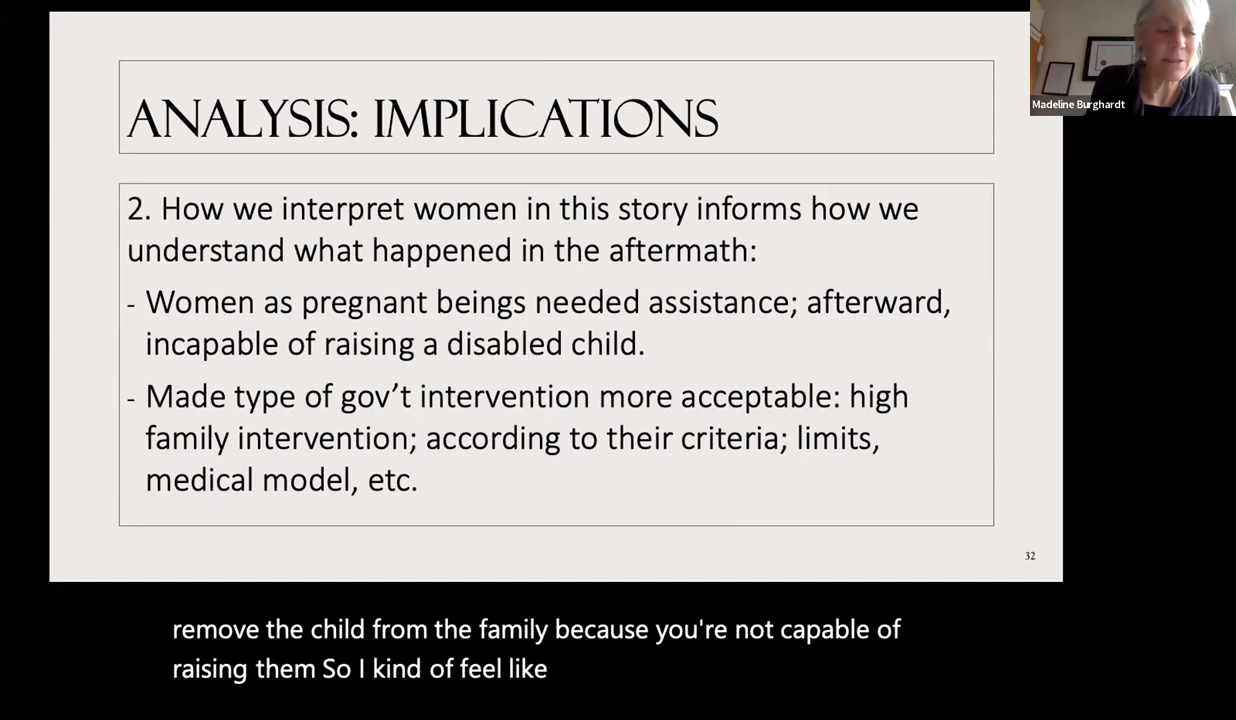 ANALYSIS: IMPLICATIONS
Madeline Burghardt
2. How we interpret women in this story informs how we
understand what happened in the aftermath:
- Women as pregnant beings needed assistance; afterward,
incapable of raising a disabled child.
- Made type of gov’t intervention more acceptable: high
family intervention; according to their criteria; limits,
medical model, etc.
32
remove the child from the family because you're not capable of
raising them So I kind of feel like